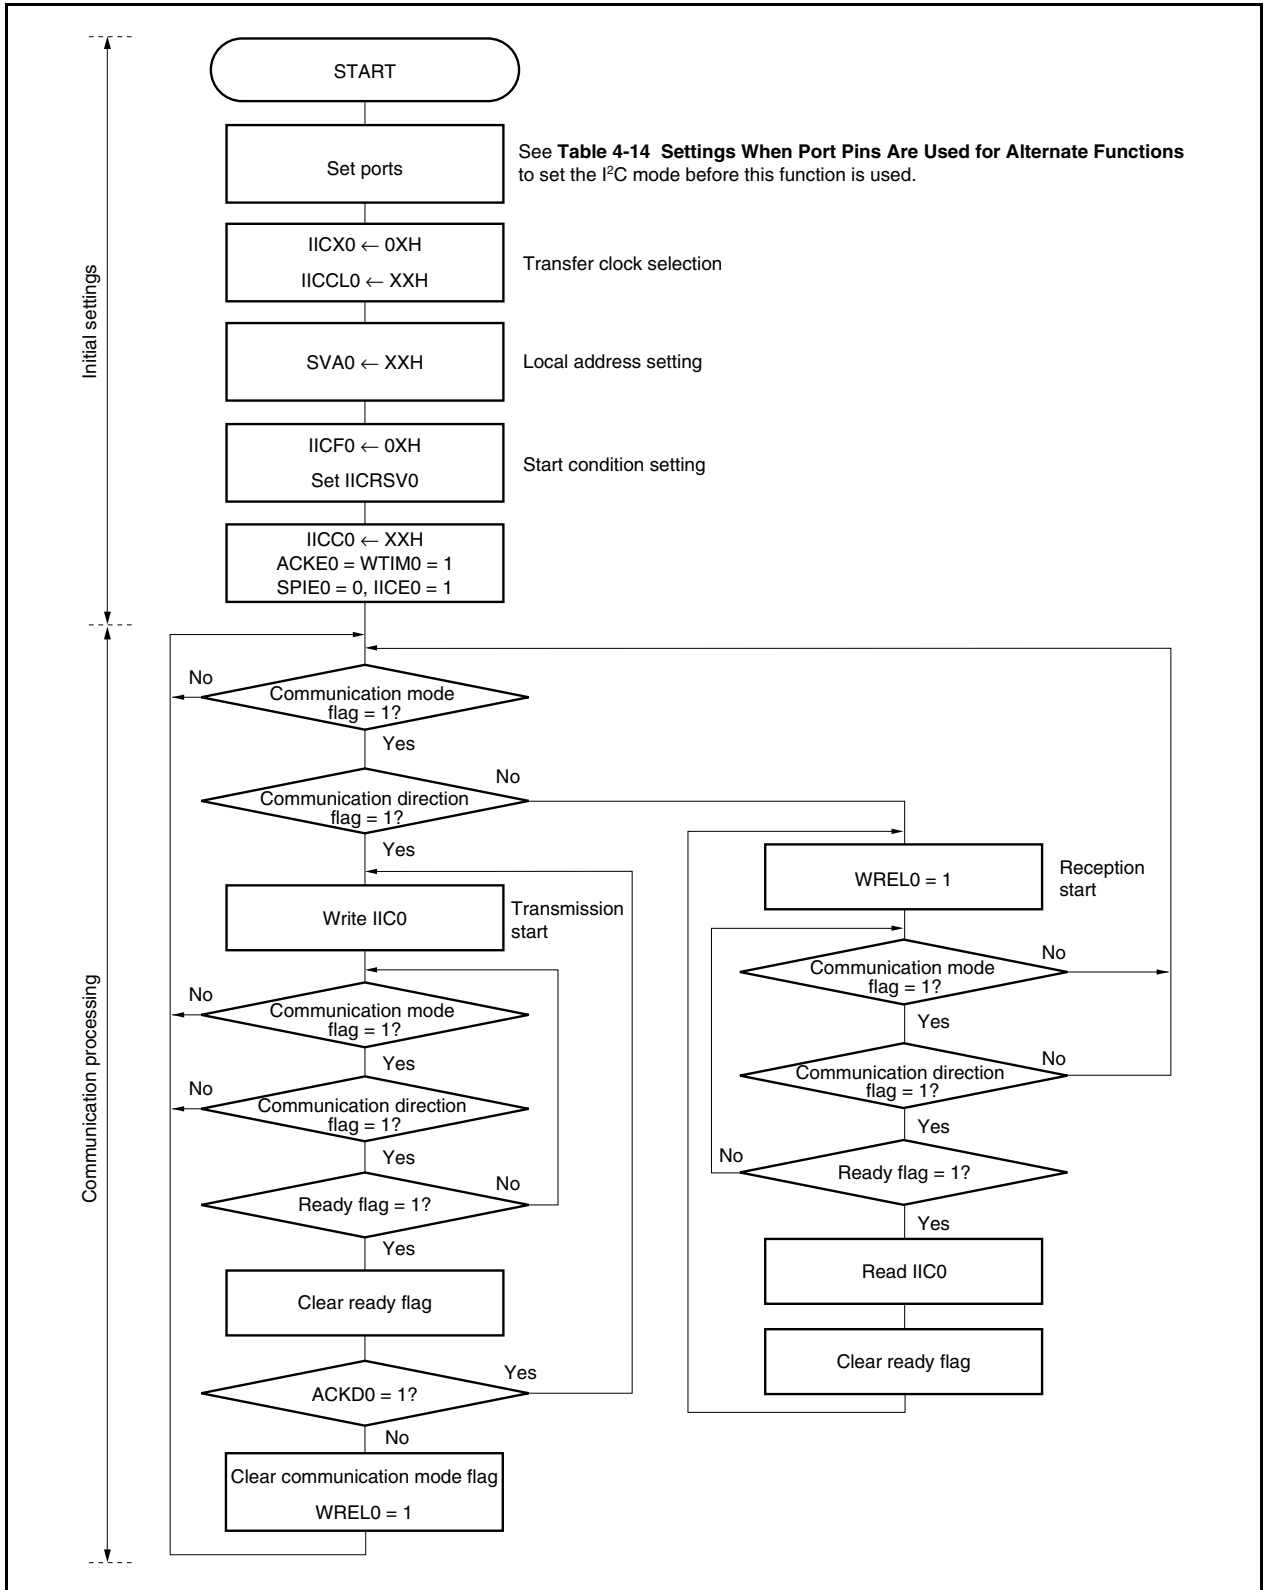 START
Set ports
See Table 4-14  Settings When Port Pins Are Used for Alternate Functions
to set the I²C mode before this function is used.
IICX0 ← 0XH
IICCL0 ← XXH
Transfer clock selection
SVA0 ← XXH
Local address setting
IICF0 ← 0XH
Set IICRSV0
Start condition setting
IICC0 ← XXH
ACKE0 = WTIM0 = 1
SPIE0 = 0, IICE0 = 1
Initial settings
No
Communication mode
flag = 1?
Yes
No
Communication direction
flag = 1?
Yes
Write IIC0
Transmission
start
No
Communication mode
flag = 1?
Yes
No
Communication direction
flag = 1?
Yes
No
Ready flag = 1?
Yes
Clear ready flag
Yes
ACKD0 = 1?
No
Clear communication mode flag
WREL0 = 1
WREL0 = 1
Reception
start
No
Communication mode
flag = 1?
Yes
No
Communication direction
flag = 1?
Yes
No
Ready flag = 1?
Yes
Read IIC0
Clear ready flag
Communication processing